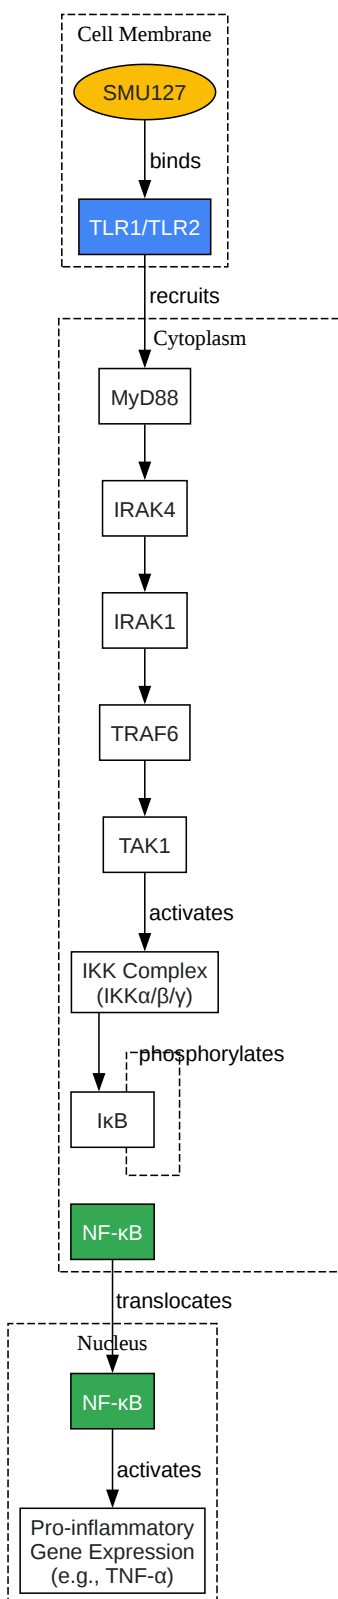 Cell Membrane
SMU127
binds
TLR1/TLR2
recruits
Cytoplasm
MyD88
IRAK4
IRAK1
TRAF6
TAK1
activates
IKK Complex
(IKKα/β/γ)
phosphorylates
IκB
NF-κB
translocates
Nucleus
NF-κB
activates
Pro-inflammatory
Gene Expression
(e.g., TNF-α)